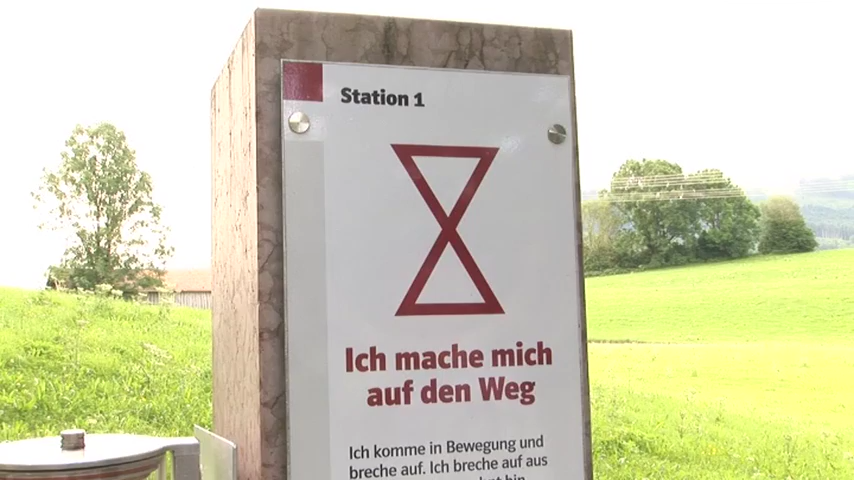 Station 1
Ich mache mich
auf den Weg
Ich komme in Bewegung und
breche auf. Ich breche auf aus
hin